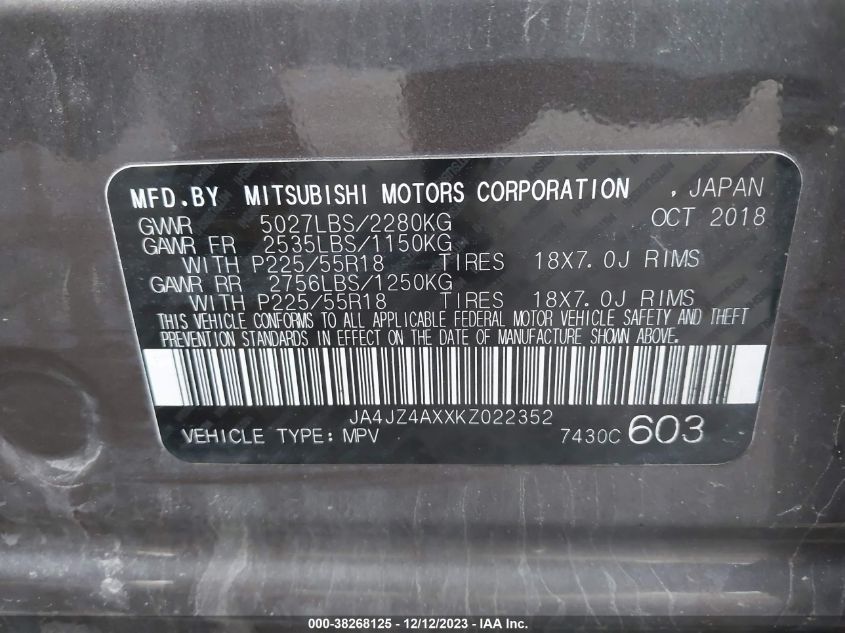 MFD.BY MITSUBISHI MOTORS CORPORATION , JAPAN
GVWR 5027LBS/2280KG OCT 2018
GAWR FR 2535LBS/1150KG
WITH P225/55R18 TIRES 18X7.0J RIMS
GAWR RR 2756LBS/1250KG
WITH P225/55R18 TIRES 18X7.0J RIMS
THIS VEHICLE CONFORMS TO ALL APPLICABLE FEDERAL MOTOR VEHICLE SAFETY AND THEFT
PREVENTION STANDARDS IN EFFECT ON THE DATE OF MANUFACTURE SHOWN ABOVE.
JA4JZ4AXXKZ022352
VEHICLE TYPE: MPV 7430C 603
000-38268125 - 12/12/2023 - IAA Inc.